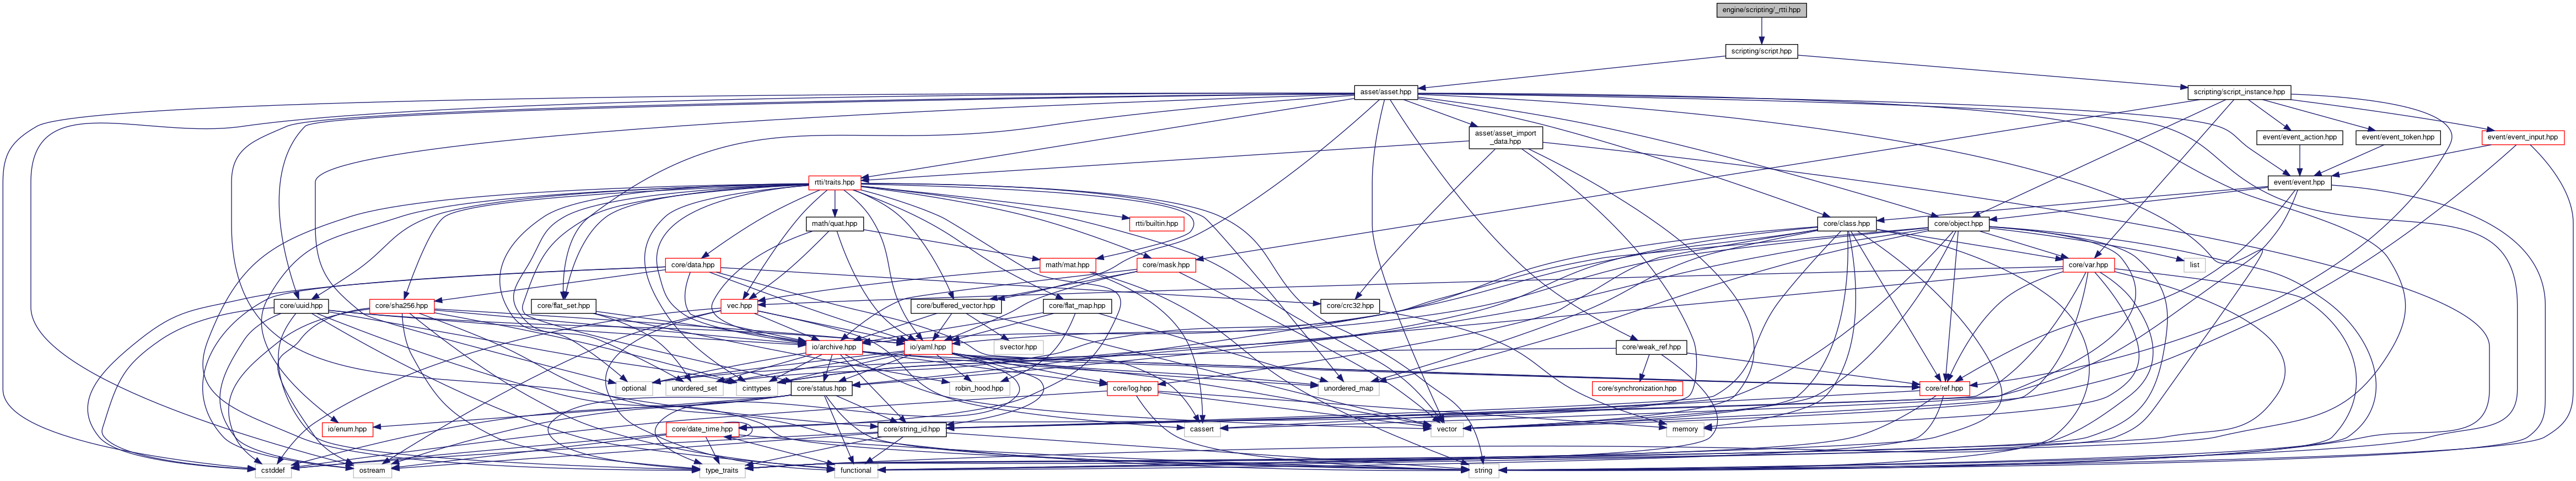 engine/scripting/_rtti.hpp
scripting/script.hpp
asset/asset.hpp
scripting/script_instance.hpp
asset/asset_import
_data.hpp
event/event_action.hpp
event/event_token.hpp
event/event_input.hpp
rtti/traits.hpp
event/event.hpp
math/quat.hpp
rtti/builtin.hpp
core/class.hpp
core/object.hpp
core/data.hpp
math/mat.hpp
core/mask.hpp
core/var.hpp
list
core/uuid.hpp
core/sha256.hpp
core/flat_set.hpp
vec.hpp
core/buffered_vector.hpp
core/flat_map.hpp
core/crc32.hpp
io/archive.hpp
io/yaml.hpp
svector.hpp
core/weak_ref.hpp
optional
unordered_set
cinttypes
core/status.hpp
robin_hood.hpp
core/log.hpp
unordered_map
core/synchronization.hpp
core/ref.hpp
io/enum.hpp
core/date_time.hpp
core/string_id.hpp
cassert
vector
memory
cstddef
ostream
type_traits
functional
string